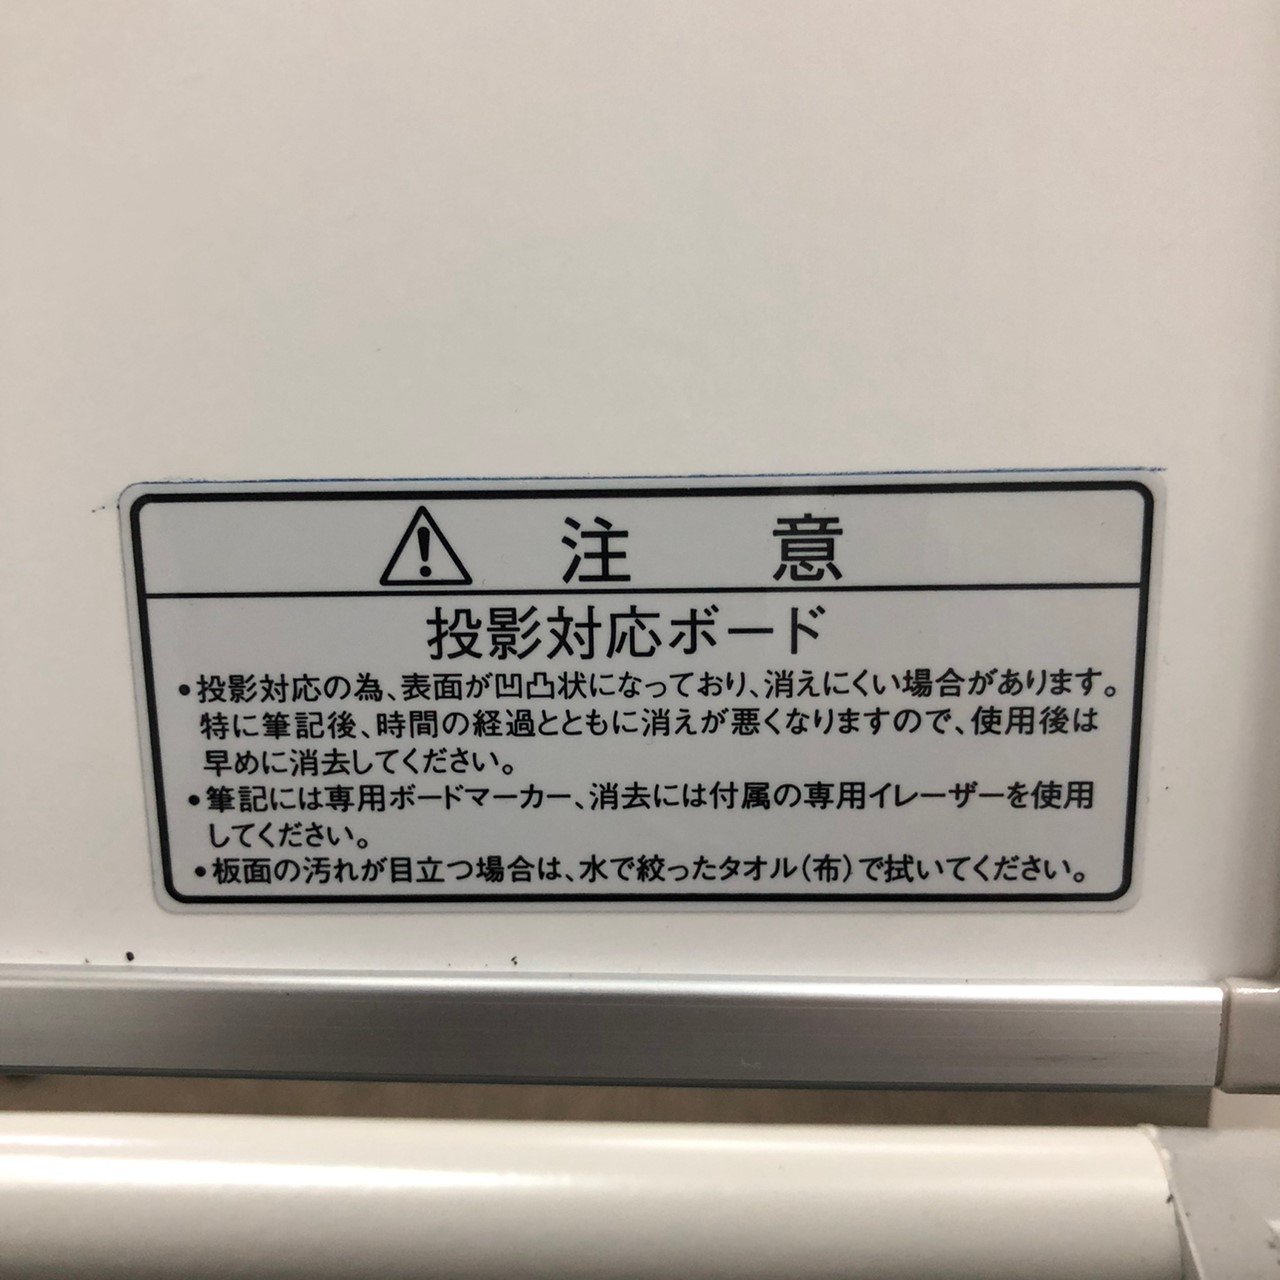 注 意
投影対応ボード
•投影対応の為、表面が凹凸状になっており、消えにくい場合があります。
特に筆記後、時間の経過とともに消えが悪くなりますので、使用後は
早めに消去してください。
•筆記には専用ボードマーカー、消去には付属の専用イレーザーを使用
してください。
•板面の汚れが目立つ場合は、水で絞ったタオル(布)で拭いてください。